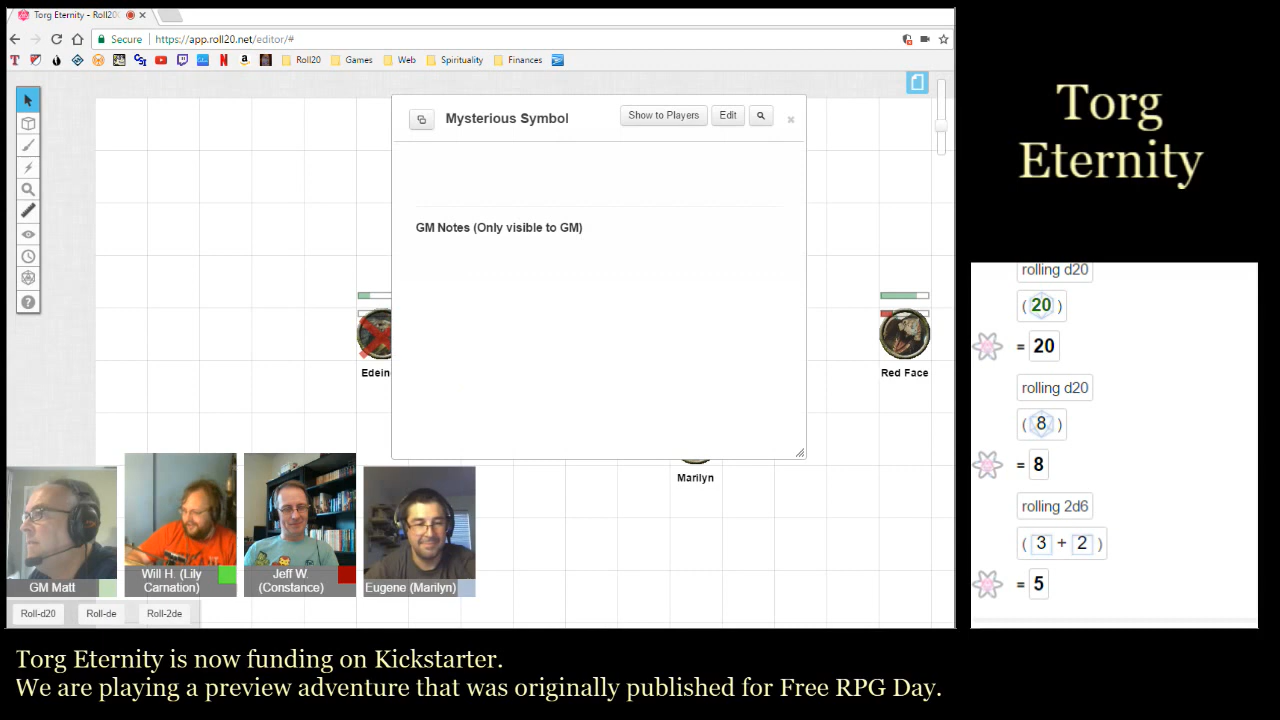 Torg Eternity - Roll20
Secure
https://app.roll20.net/editor/#
Roll20
Games
Web
Spirituality
Finances
Mysterious Symbol
Show to Players
Edit
GM Notes (Only visible to GM)
Edein
Red Face
Marilyn
GM Matt
Will H. (Lily
Carnation)
Jeff W.
(Constance)
Eugene (Marilyn)
Roll-d20
Roll-de
Roll-2de
Torg
Eternity
rolling d20
(20)
= 20
rolling d20
(8)
= 8
rolling 2d6
(3 + 2)
= 5
Torg Eternity is now funding on Kickstarter.
We are playing a preview adventure that was originally published for Free RPG Day.